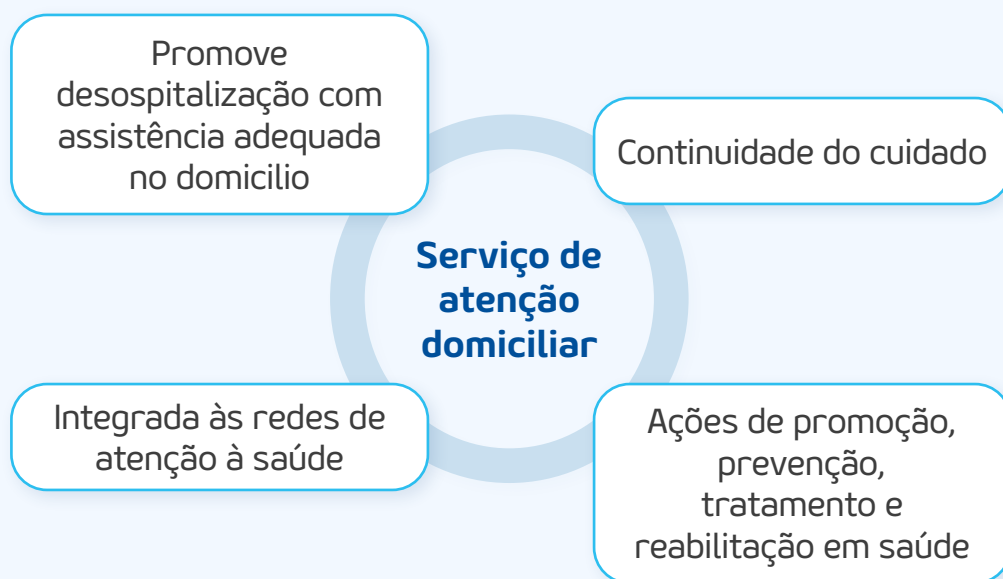 Promove
desospitalização com
assistência adequada
no domicilio
Continuidade do cuidado
Serviço de
atenção
domiciliar
Integrada às redes de
atenção à saúde
Ações de promoção,
prevenção,
tratamento e
reabilitação em saúde